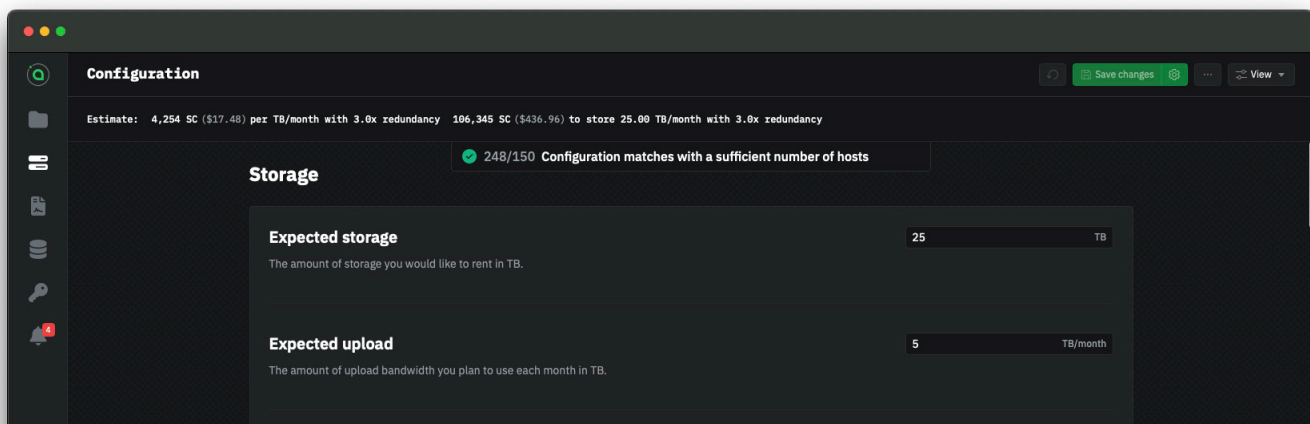 Configuration
Save changes
View
Estimate: 4,254 SC ($17.48) per TB/month with 3.0x redundancy 106,345 SC ($436.96) to store 25.00 TB/month with 3.0x redundancy
248/150 Configuration matches with a sufficient number of hosts
Storage
Expected storage
25 TB
The amount of storage you would like to rent in TB.
4
Expected upload
5 TB/month
The amount of upload bandwidth you plan to use each month in TB.